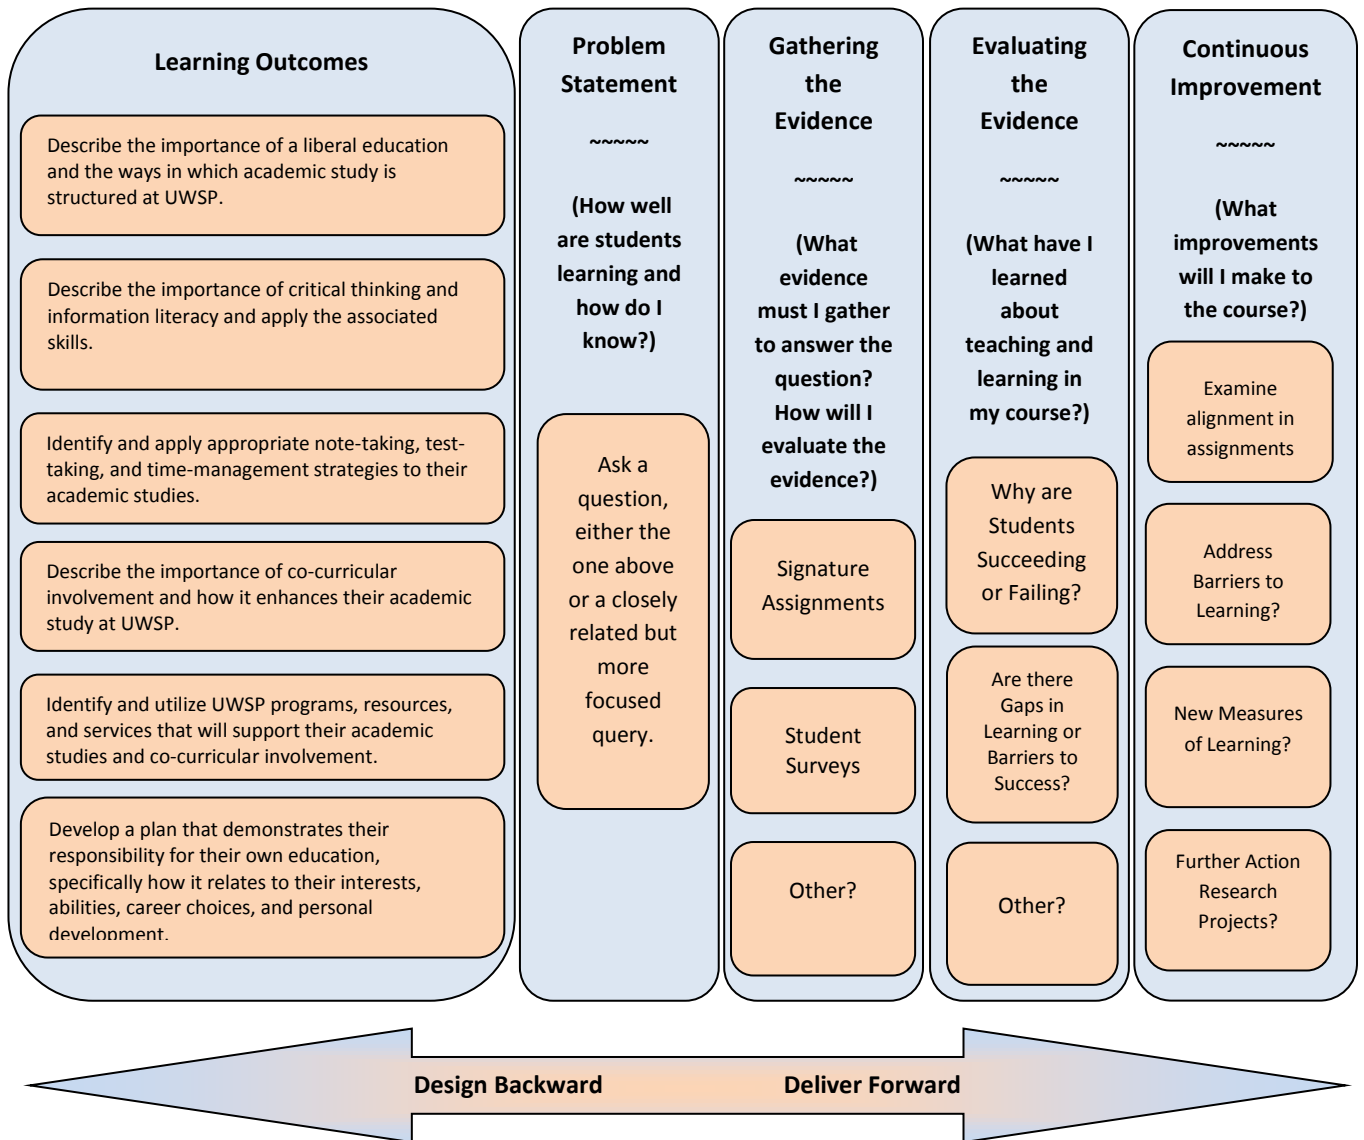 Learning Outcomes
Describe the importance of a liberal education
and the ways in which academic study is
structured at UWSP.
Describe the importance of critical thinking and
information literacy and apply the associated
skills.
Identify and apply appropriate note-taking, test-
taking, and time-management strategies to their
academic studies.
Describe the importance of co-curricular
involvement and how it enhances their academic
study at UWSP.
Identify and utilize UWSP programs, resources,
and services that will support their academic
studies and co-curricular involvement.
Develop a plan that demonstrates their
responsibility for their own education,
specifically how it relates to their interests,
abilities, career choices, and personal
development.
Problem
Statement
~~~~~
(How well
are students
learning and
how do I
know?)
Ask a
question,
either the
one above
or a closely
related but
more
focused
query.
Gathering
the
Evidence
~~~~~
(What
evidence
must I gather
to answer the
question?
How will I
evaluate the
evidence?)
Signature
Assignments
Student
Surveys
Other?
Evaluating
the
Evidence
~~~~~
(What have I
learned
about
teaching and
learning in
my course?)
Why are
Students
Succeeding
or Failing?
Are there
Gaps in
Learning or
Barriers to
Success?
Other?
Continuous
Improvement
~~~~~
(What
improvements
will I make to
the course?)
Examine
alignment in
assignments
Address
Barriers to
Learning?
New Measures
of Learning?
Further Action
Research
Projects?
Design Backward
Deliver Forward